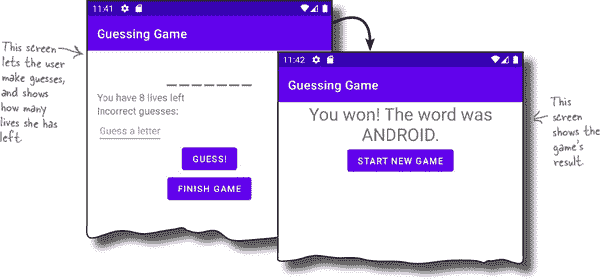 This screen
lets the user
make guesses,
and shows
how many
lives she has
left.
11:41
Guessing Game
You have 8 lives left
Incorrect guesses:
Guess a letter
GUESS!
FINISH GAME
11:42
Guessing Game
You won! The word was
ANDROID.
START NEW GAME
This
screen
shows the
game's
result.